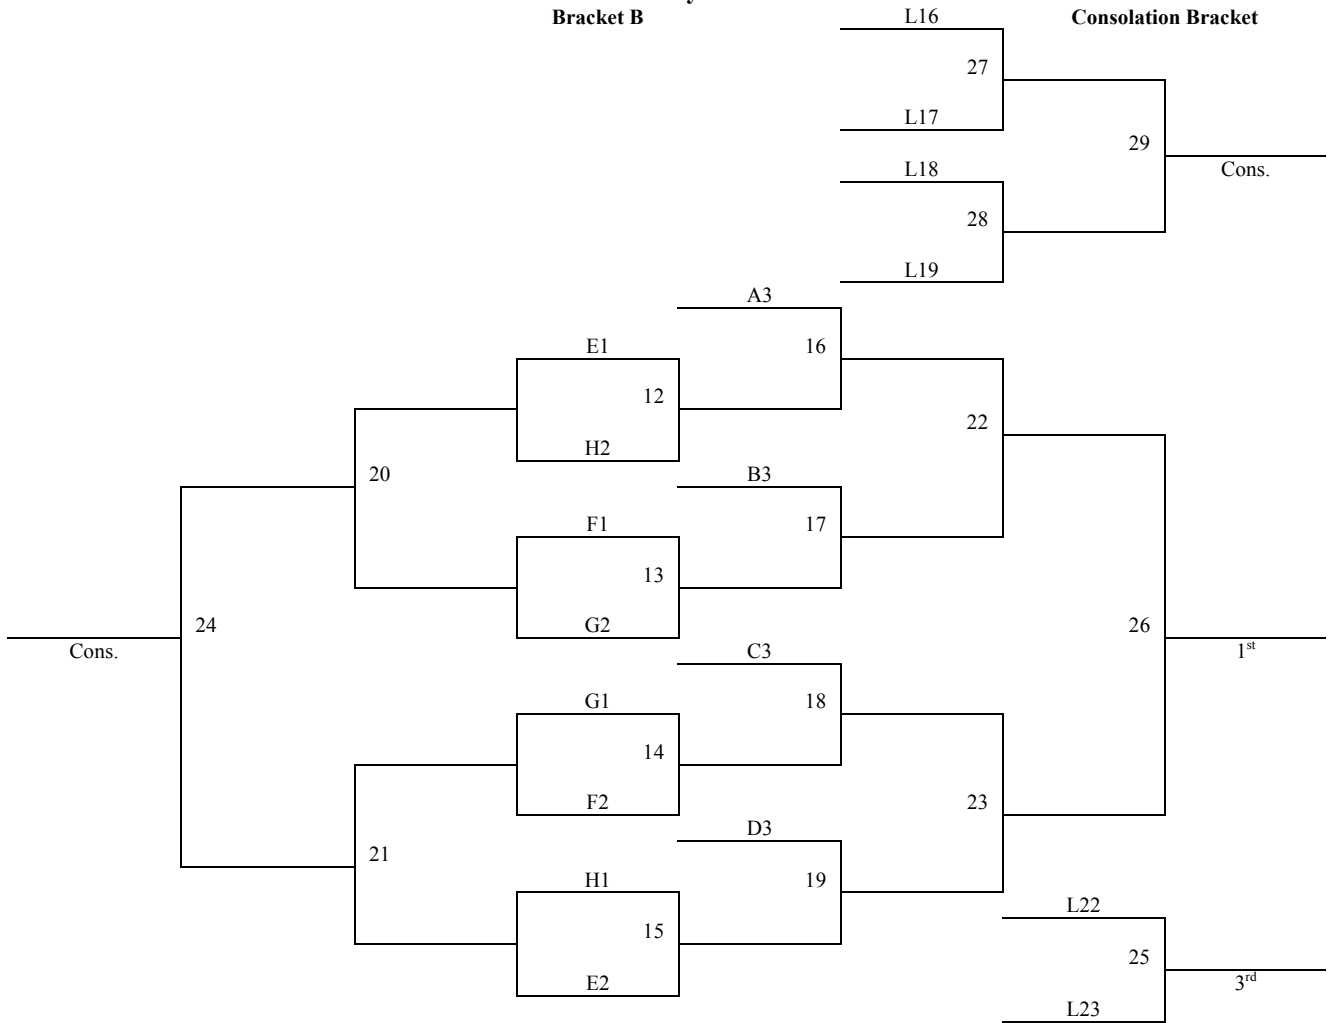 Bracket B
Consolation Bracket
L16
27
L17
29
Cons.
L18
28
L19
A3
E1
16
12
22
H2
20
B3
F1
17
13
24
G2
26
Cons.
1st
C3
G1
18
14
F2
23
D3
21
H1
19
L22
15
25
E2
3rd
L23